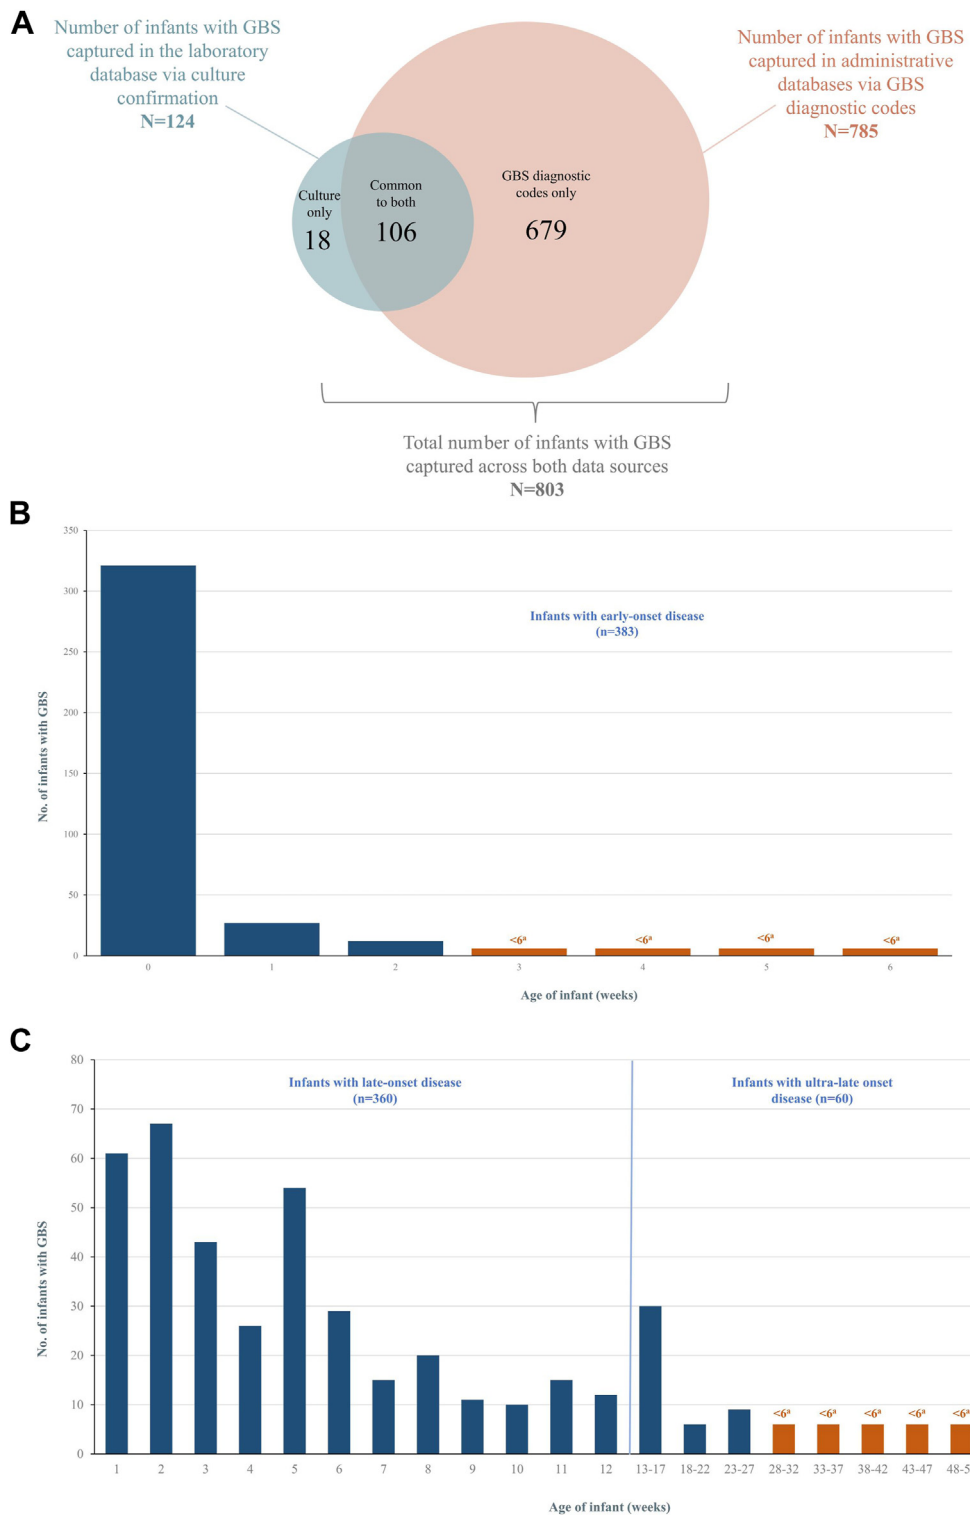 A
Number of infants with GBS
captured in the laboratory
database via culture
confirmation
N=124
Number of infants with GBS
captured in administrative
databases via GBS
diagnostic codes
N=785
Culture
only
18
Common
to both
106
GBS diagnostic
codes only
679
Total number of infants with GBS
captured across both data sources
N=803
B
350
300
250
200
150
100
50
0
No. of infants with GBS
Infants with early-onset disease
(n=383)
<6ª <6ª <6ª <6ª
0 1 2 3 4 5 6
Age of infant (weeks)
C
80
70
60
50
40
30
20
10
0
No. of infants with GBS
Infants with late-onset disease
(n=360)
Infants with ultra-late onset
disease (n=60)
<6ª <6ª <6ª <6ª <6ª
1 2 3 4 5 6 7 8 9 10 11 12 13-17 18-22 23-27 28-32 33-37 38-42 43-47 48-5
Age of infant (weeks)